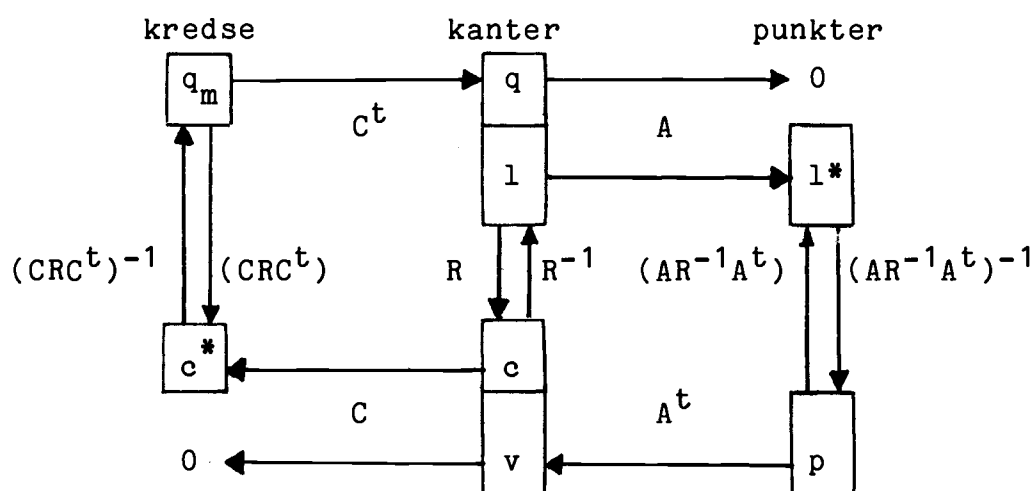 kredse kanter punkter
q_m q 0
C^t A
l l*
(CRC^t)^-1 (CRC^t) R R^-1 (AR^-1A^t) (AR^-1A^t)^-1
c* c
C A^t
0 v p